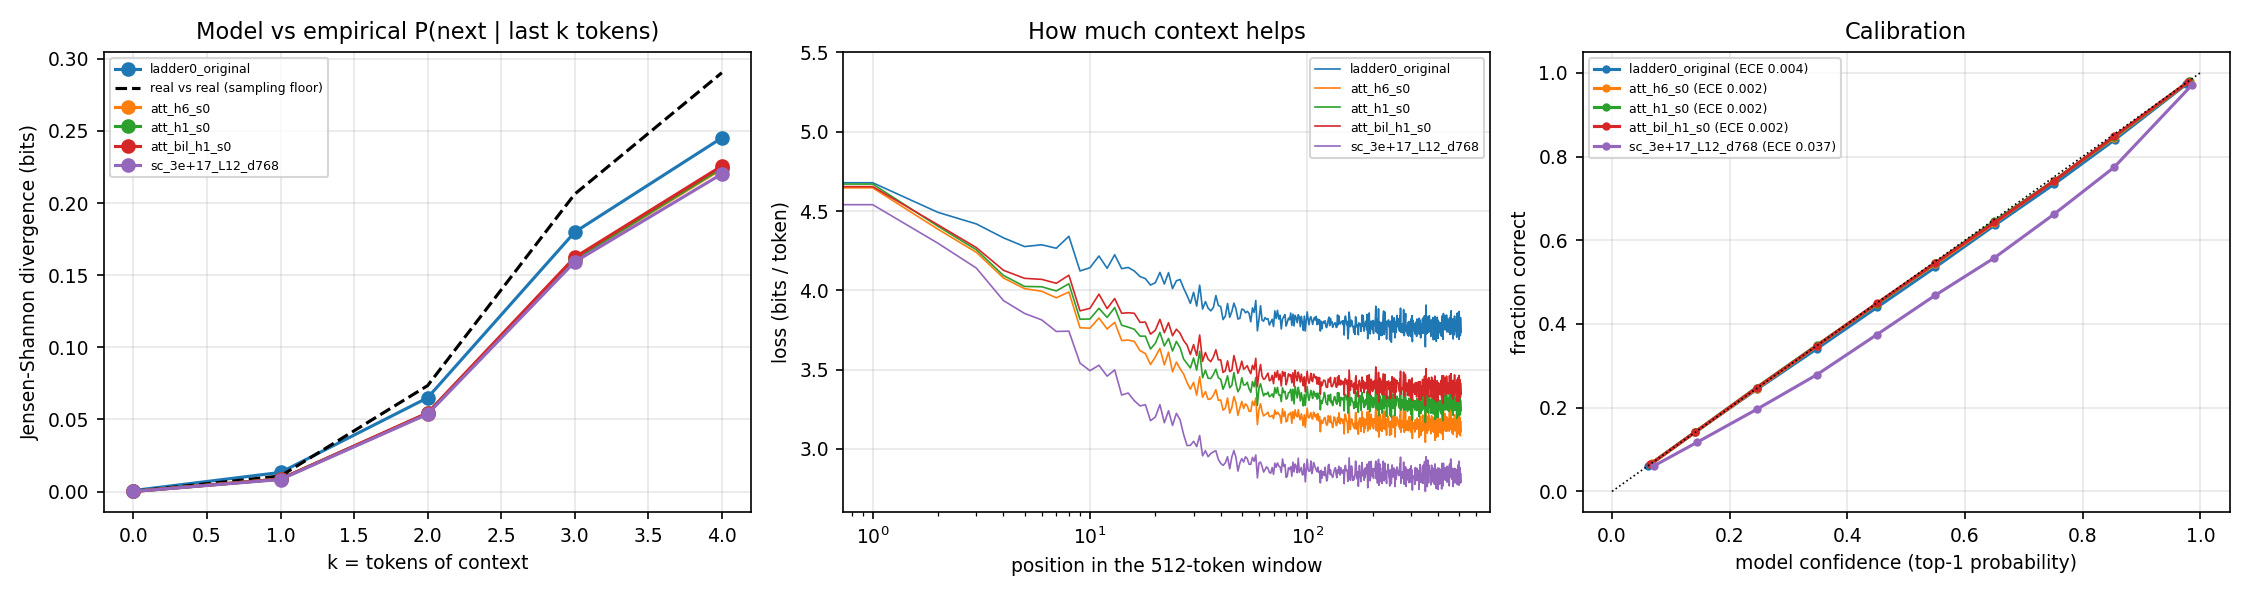 Model vs empirical P(next | last k tokens)
Jensen-Shannon divergence (bits)
0.30
0.25
0.20
0.15
0.10
0.05
0.00
ladder0_original
real vs real (sampling floor)
att_h6_s0
att_h1_s0
att_bil_h1_s0
sc_3e+17_L12_d768
0.0 0.5 1.0 1.5 2.0 2.5 3.0 3.5 4.0
k = tokens of context
How much context helps
loss (bits / token)
5.5
5.0
4.5
4.0
3.5
3.0
ladder0_original
att_h6_s0
att_h1_s0
att_bil_h1_s0
sc_3e+17_L12_d768
10⁰ 10¹ 10²
position in the 512-token window
Calibration
fraction correct
1.0
0.8
0.6
0.4
0.2
0.0
ladder0_original (ECE 0.004)
att_h6_s0 (ECE 0.002)
att_h1_s0 (ECE 0.002)
att_bil_h1_s0 (ECE 0.002)
sc_3e+17_L12_d768 (ECE 0.037)
0.0 0.2 0.4 0.6 0.8 1.0
model confidence (top-1 probability)